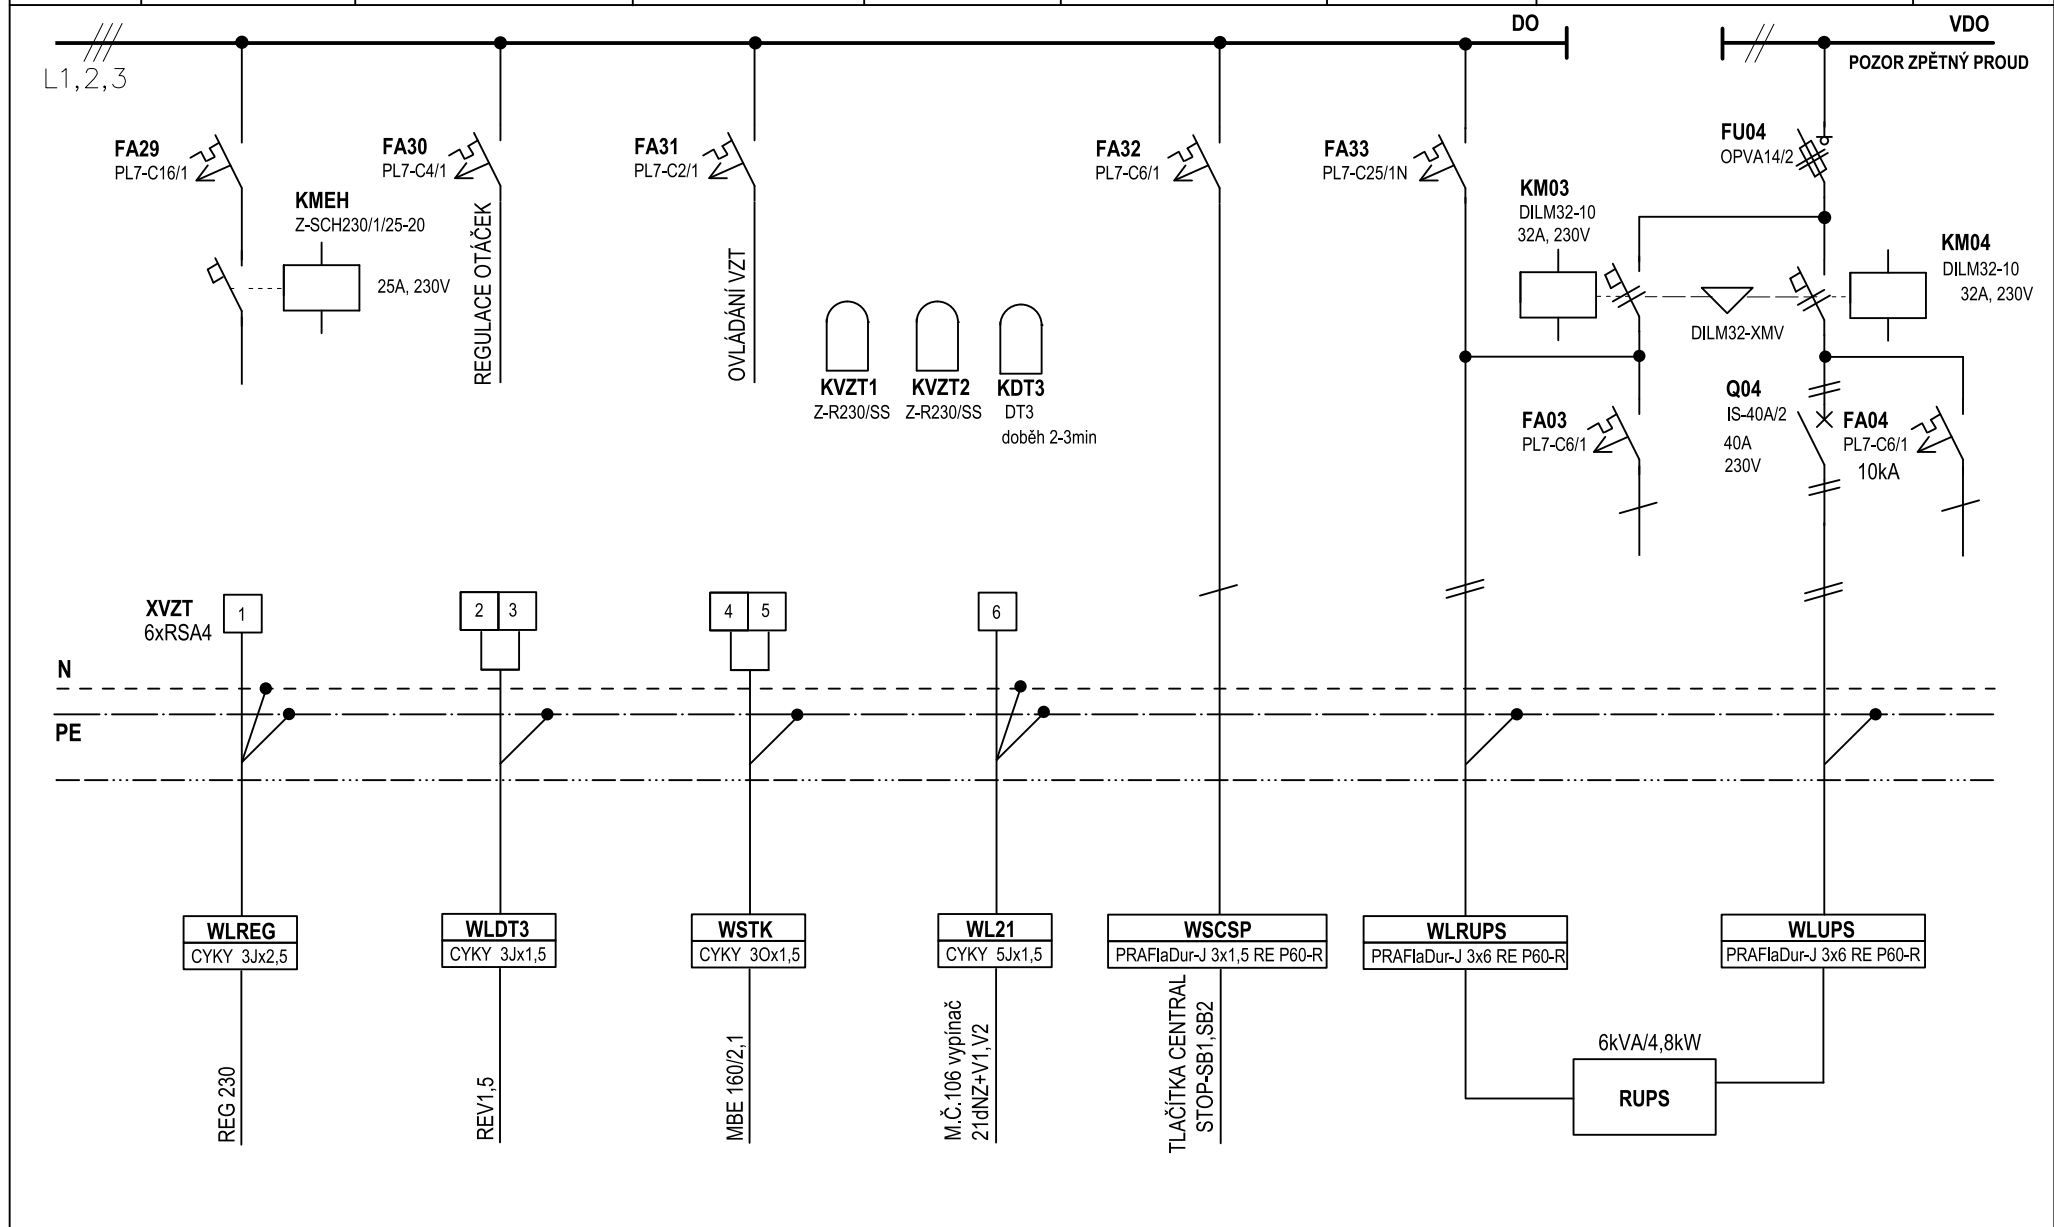 DO
VDO
L1,2,3
POZOR ZPĚTNÝ PROUD
FA29
PL7-C16/1
KMEH
Z-SCH230/1/25-20
25A, 230V
FA30
PL7-C4/1
REGULACE OTÁČEK
FA31
PL7-C2/1
OVLÁDÁNÍ VZT
KVZT1
Z-R230/SS
KVZT2
Z-R230/SS
KDT3
DT3
doběh 2-3min
FA32
PL7-C6/1
FA33
PL7-C25/1N
KM03
DILM32-10
32A, 230V
FU04
OPVA14/2
KM04
DILM32-10
32A, 230V
DILM32-XMV
FA03
PL7-C6/1
Q04
IS-40A/2
40A
230V
FA04
PL7-C6/1
10kA
XVZT
6xRSA4
1
2
3
4
5
6
N
PE
WLREG
CYKY 3Jx2,5
REG 230
WLDT3
CYKY 3Jx1,5
REV1,5
WSTK
CYKY 3Ox1,5
MBE 160/2,1
WL21
CYKY 5Jx1,5
M.Č.106 vypínač
21dNZ+V1,V2
WSCSP
PRAFlaDur-J 3x1,5 RE P60-R
TLAČÍTKA CENTRAL
STOP-SB1,SB2
WLRUPS
PRAFlaDur-J 3x6 RE P60-R
WLUPS
PRAFlaDur-J 3x6 RE P60-R
6kVA/4,8kW
RUPS